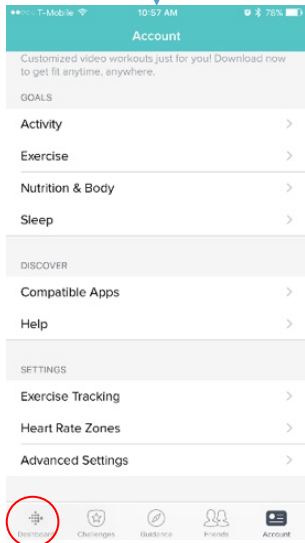 T-Mobile 10:57 AM 78%
Account
Customized video workouts just for you! Download now
to get fit anytime, anywhere.
GOALS
Activity
Exercise
Nutrition & Body
Sleep
DISCOVER
Compatible Apps
Help
SETTINGS
Exercise Tracking
Heart Rate Zones
Advanced Settings
Dashboard Challenges Guidance Friends Account